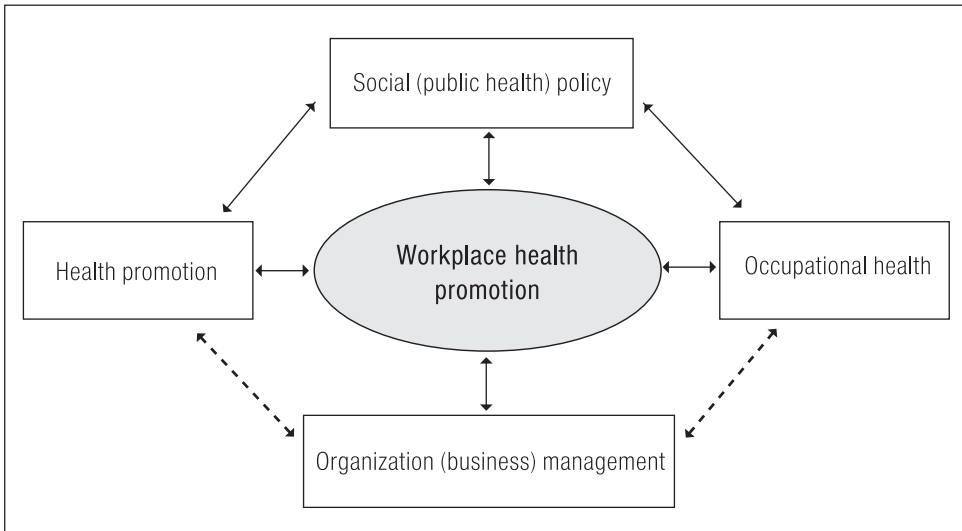 Social (public health) policy
Health promotion
Workplace health
promotion
Occupational health
Organization (business) management